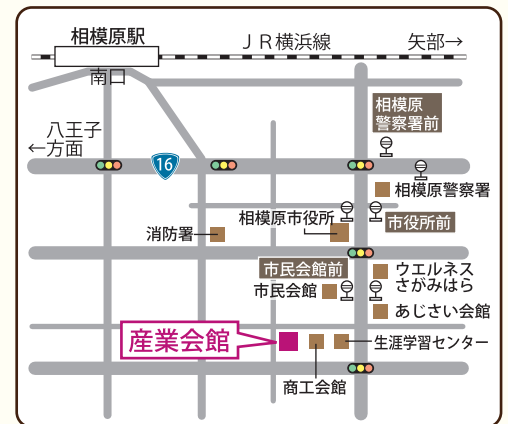 相模原駅
JR横浜線
矢部→
南口
相模原
警察署前
八王子
←方面
16
相模原警察署
相模原市役所
市役所前
消防署
市民会館前
ウエルネス
さがみはら
市民会館
あじさい会館
産業会館
生涯学習センター
商工会館